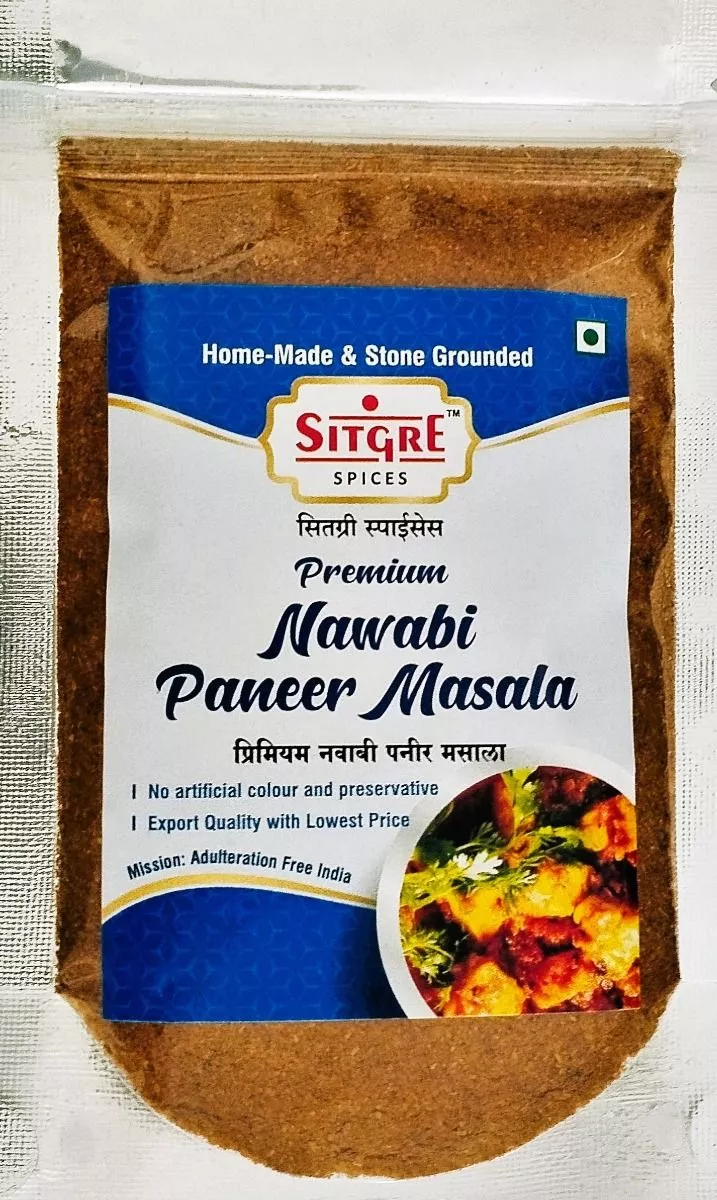 Home-Made & Stone Grounded
SITGRE™
SPICES
सितग्री स्पाईसेस
Premium
Nawabi
Paneer Masala
प्रिमियम नवाबी पनीर मसाला
I No artificial colour and preservative
I Export Quality with Lowest Price
Mission: Adulteration Free India